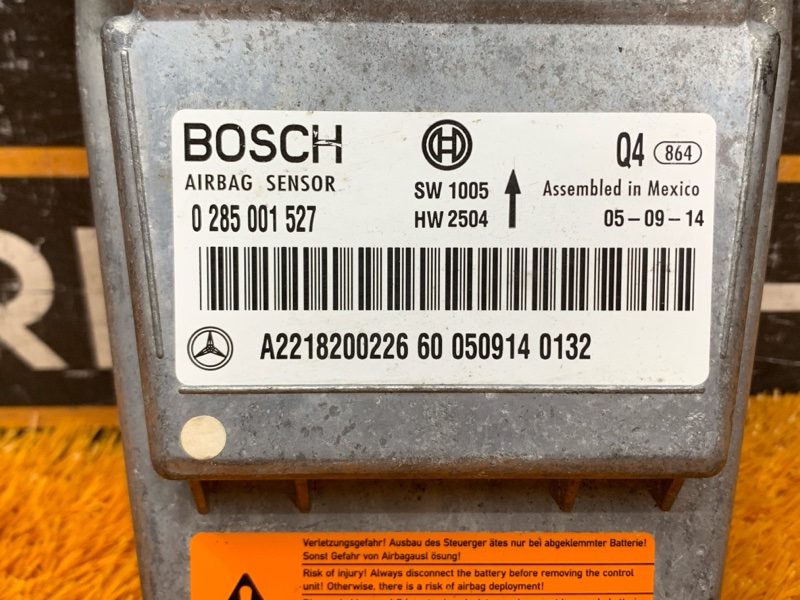 BOSCH
Q4 864
AIRBAG SENSOR
SW 1005
Assembled in Mexico
0 285 001 527
HW 2504
05-09-14
A2218200226 60 050914 0132
Verletzungsgefahr! Ausbau des Steuerger ätes nur bei abgeklemmter Batterie!
Sonst Gefahr von Airbagausl ösung!
Risk of injury! Always disconnect the battery before removing the control
unit! Otherwise, there is a risk of airbag deployment!